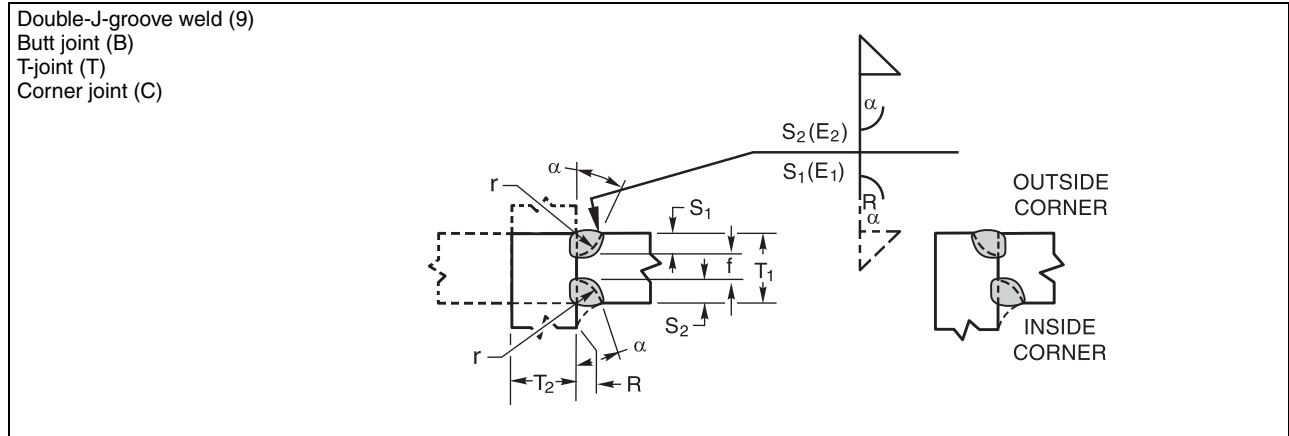 Double-J-groove weld (9)
Butt joint (B)
T-joint (T)
Corner joint (C)
α
S₂(E₂)
S₁(E₁)
R
α
OUTSIDE
CORNER
α
r
S₁
f
T₁
S₂
r
α
T₂
R
INSIDE
CORNER